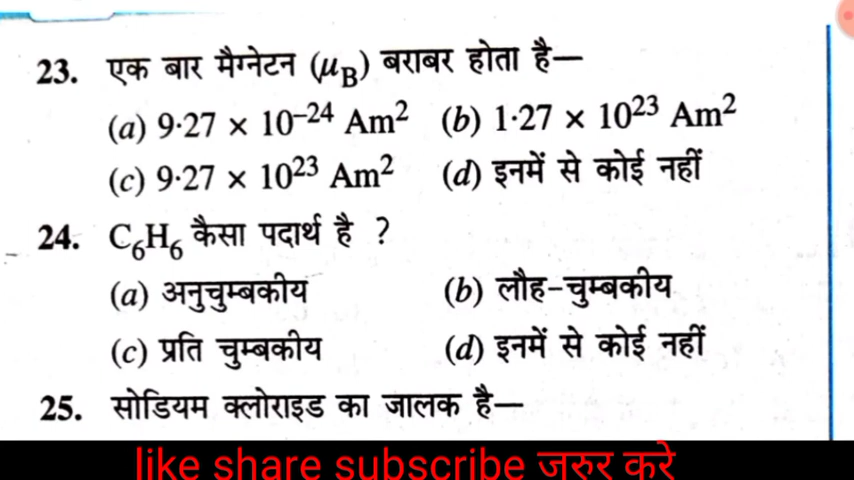 23. एक बार मैग्नेटन (μB) बराबर होता है—
(a) 9·27 × 10⁻²⁴ Am² (b) 1·27 × 10²³ Am²
(c) 9·27 × 10²³ Am² (d) इनमें से कोई नहीं
24. C₆H₆ कैसा पदार्थ है ?
(a) अनुचुम्बकीय (b) लौह-चुम्बकीय
(c) प्रति चुम्बकीय (d) इनमें से कोई नहीं
25. सोडियम क्लोराइड का जालक है—
like share subscribe जरुर करे